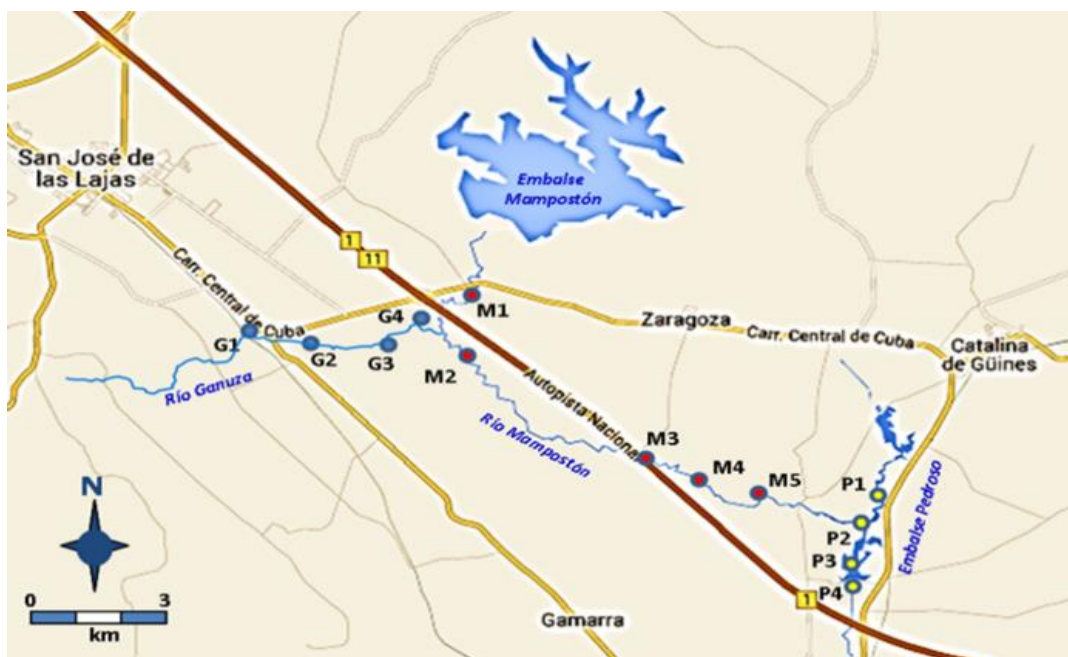 San José de
las Lajas
Embalse
Mampostón
1
11
Carr. Central de Cuba
G4
M1
G1
G2
G3
M2
Zaragoza
Carr. Central de Cuba
Catalina
de Güines
Río Ganuza
Autopista Nacional
Río Mampostón
M3
M4
M5
P1
P2
Embalse Pedroso
P3
P4
N
0
3
km
1
Gamarra